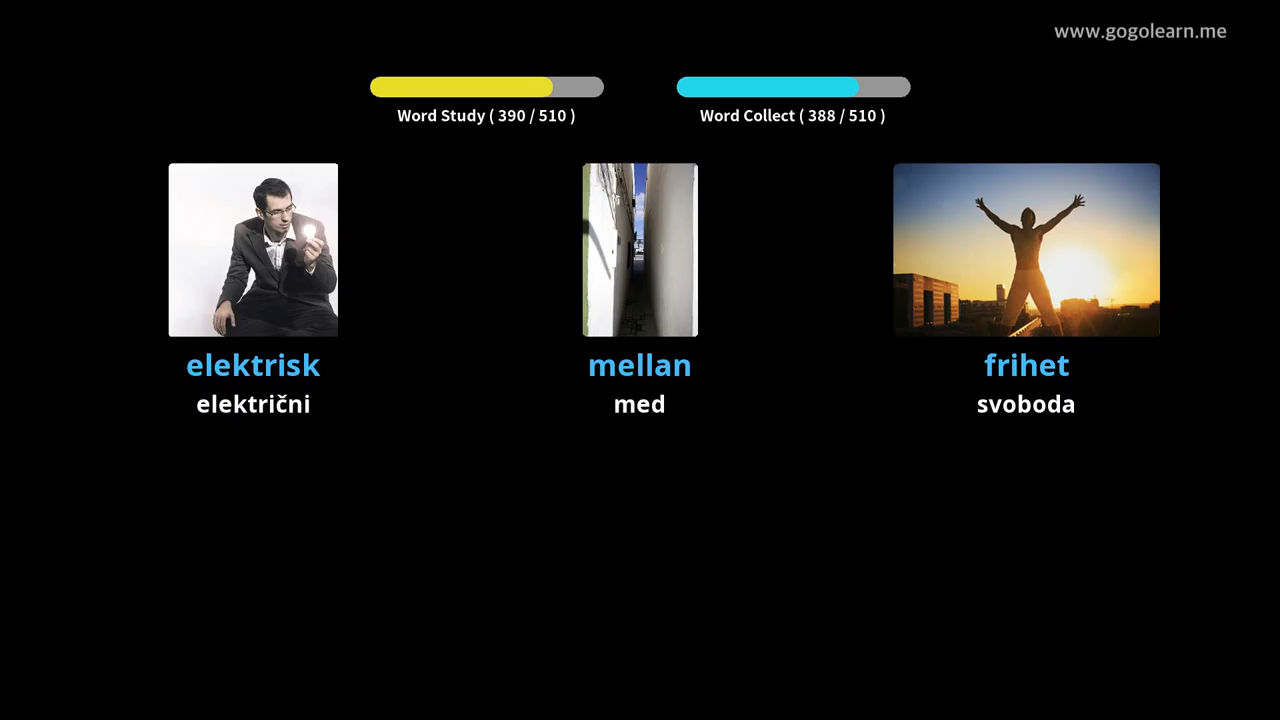 www.gogolearn.me
Word Study ( 390 / 510 )
Word Collect ( 388 / 510 )
elektrisk
električni
mellan
med
frihet
svoboda